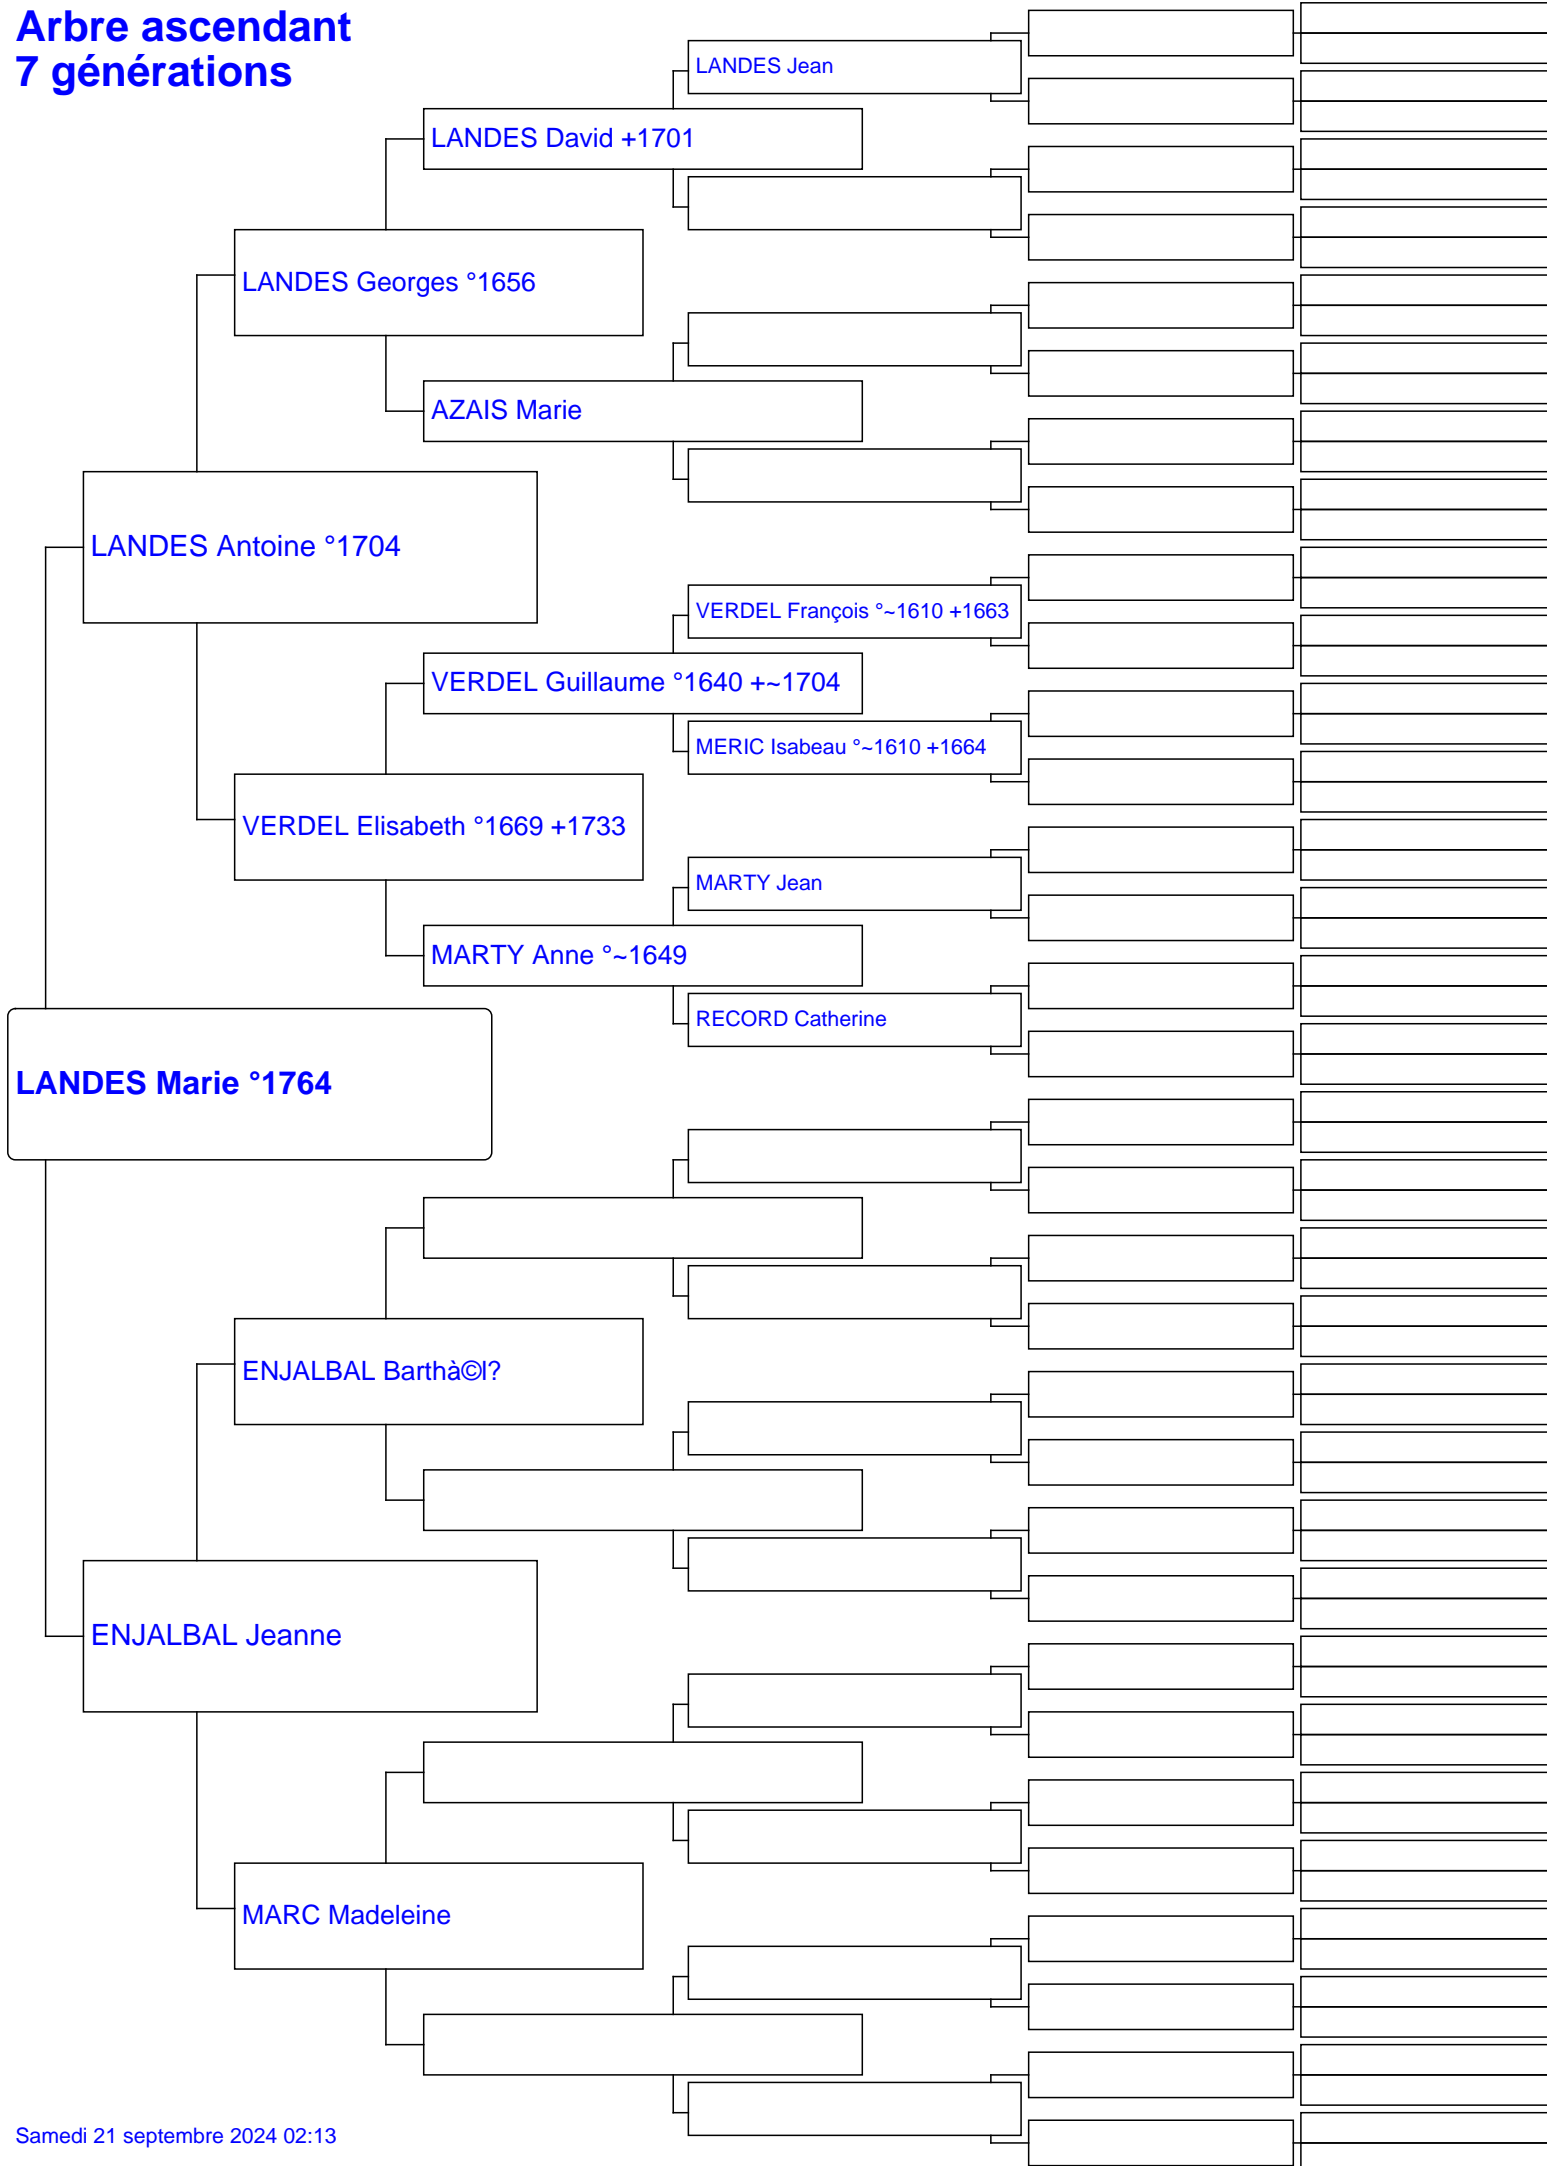 Arbre ascendant
7 générations
LANDES Jean
LANDES David +1701
LANDES Georges °1656
AZAIS Marie
LANDES Antoine °1704
VERDEL François °~1610 +1663
VERDEL Guillaume °1640 +~1704
MERIC Isabeau °~1610 +1664
VERDEL Elisabeth °1669 +1733
MARTY Jean
MARTY Anne °~1649
RECORD Catherine
LANDES Marie °1764
ENJALBAL Barthà©l?
ENJALBAL Jeanne
MARC Madeleine
Samedi 21 septembre 2024 02:13